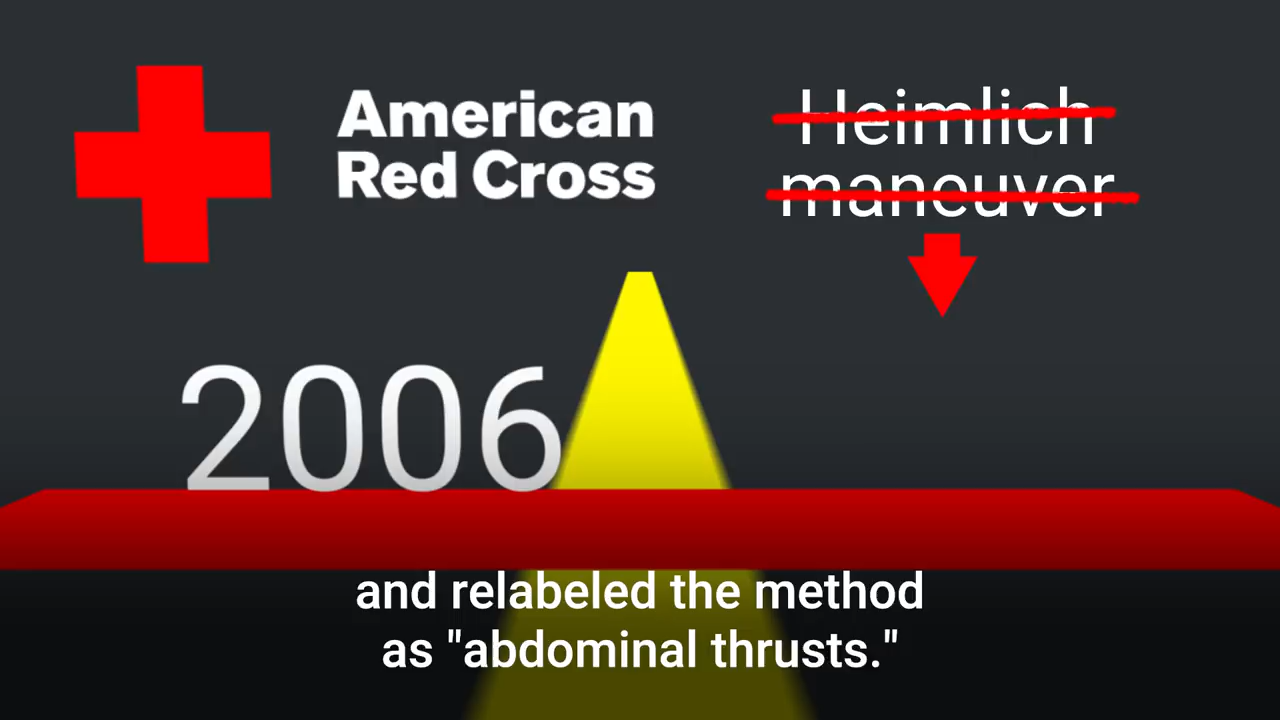 American
Red Cross
Heimlich
maneuver
2006
and relabeled the method
as "abdominal thrusts."